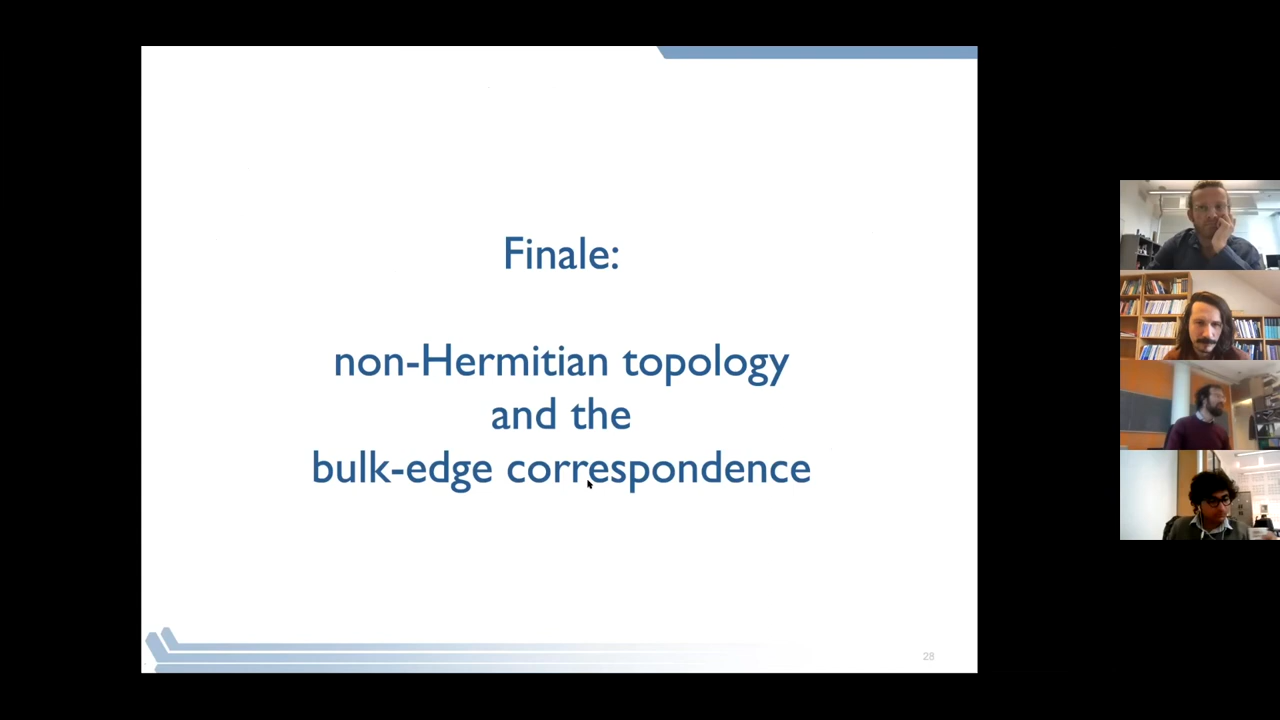 Finale:
non-Hermitian topology
and the
bulk-edge correspondence
28